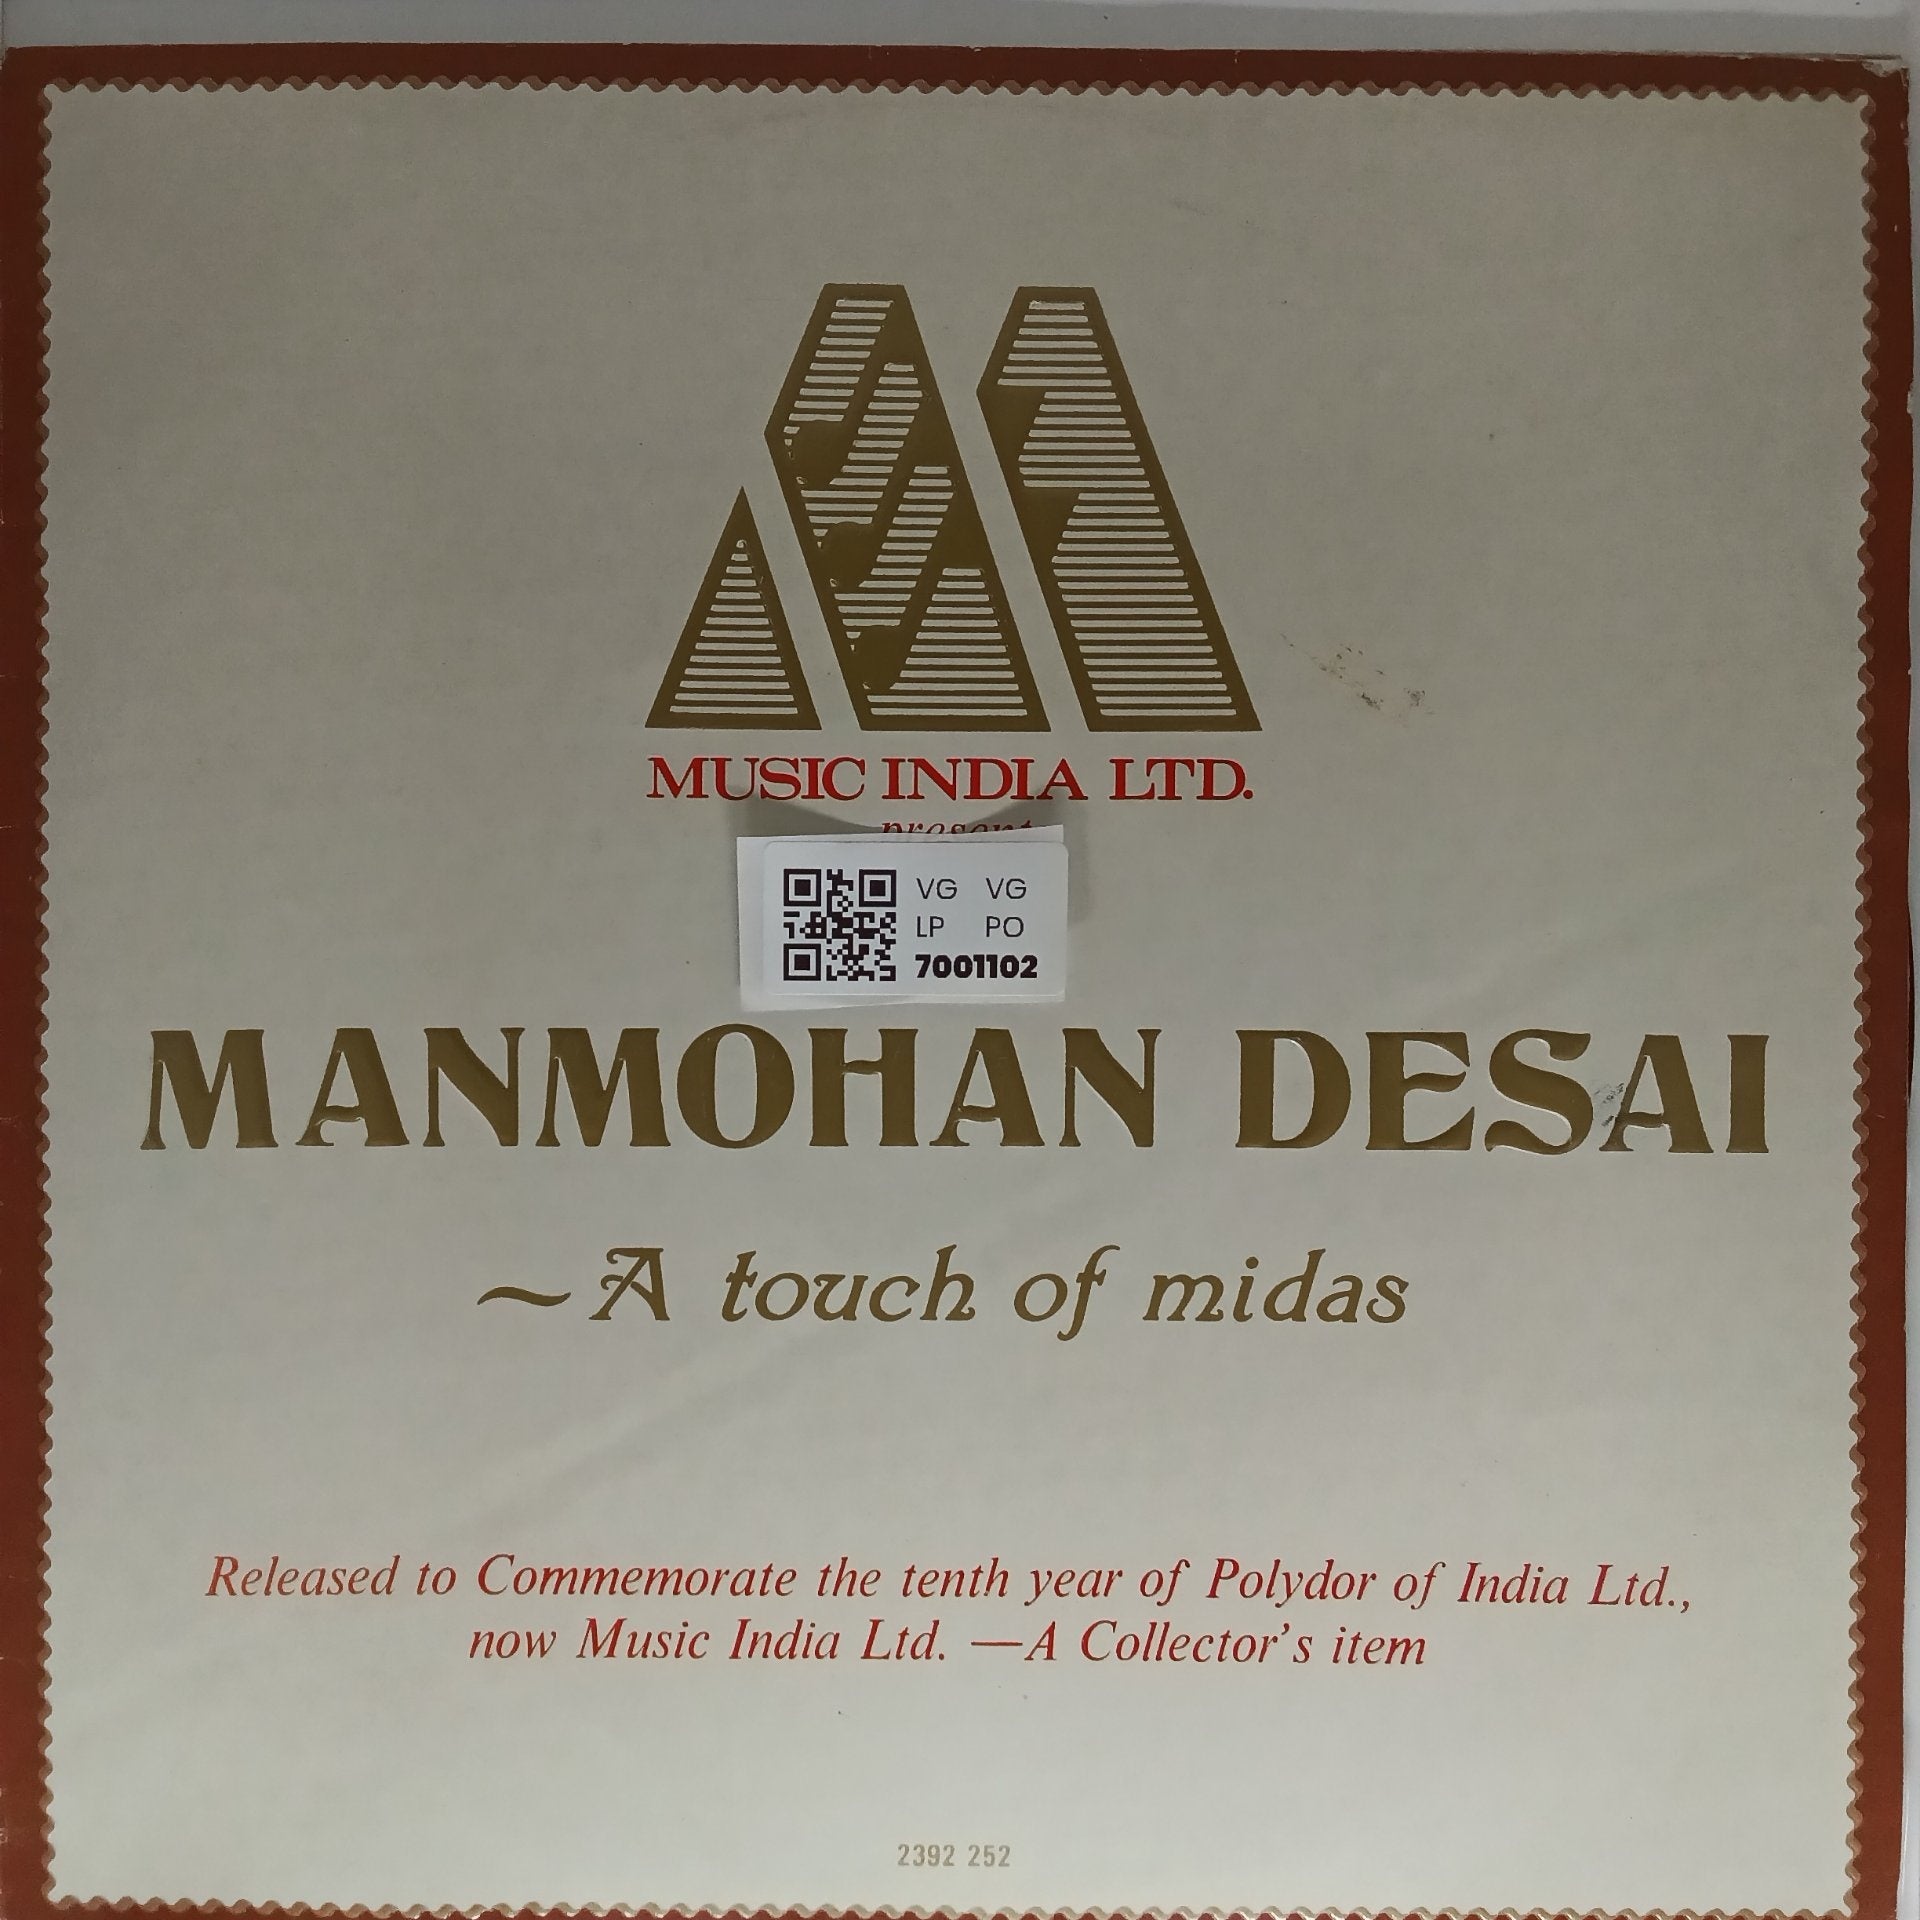 MUSIC INDIA LTD.
present
VG VG
LP PO
7001102
MANMOHAN DESAI
~A touch of midas
Released to Commemorate the tenth year of Polydor of India Ltd.,
now Music India Ltd. —A Collector's item
2392 252